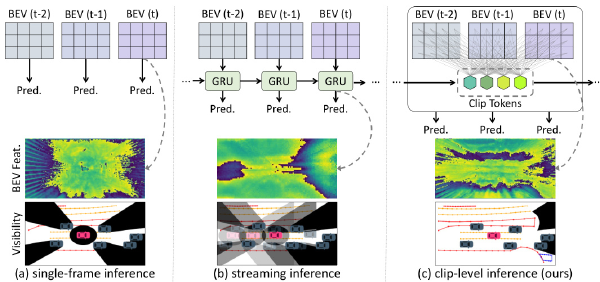 BEV (t-2) BEV (t-1) BEV (t)
Pred. Pred. Pred.
BEV Feat.
Visibility
(a) single-frame inference
BEV (t-2) BEV (t-1) BEV (t)
... GRU GRU GRU ...
Pred. Pred. Pred.
(b) streaming inference
BEV (t-2) BEV (t-1) BEV (t)
... Clip Tokens ...
Pred. Pred. Pred.
(c) clip-level inference (ours)